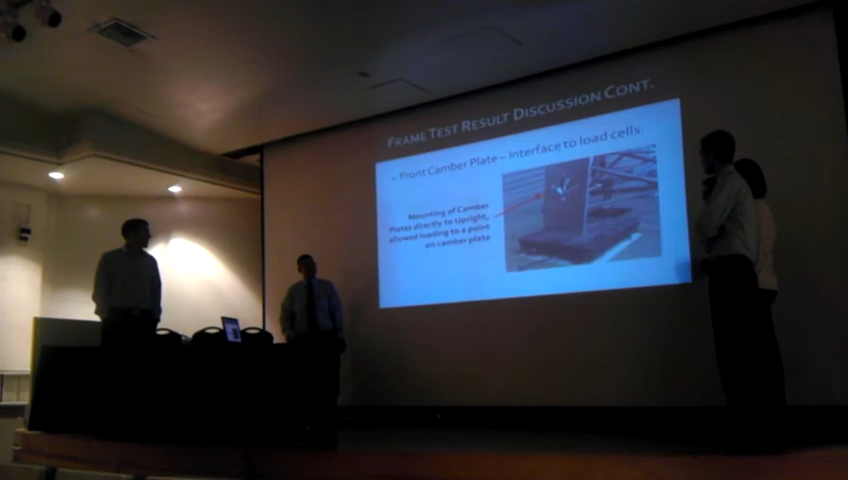 FRAME TEST RESULT DISCUSSION CONT.
Front Camber Plate – Interface to load cells:
Mounting of Camber
Plates directly to Upright,
allowed loading to a point
on camber plate